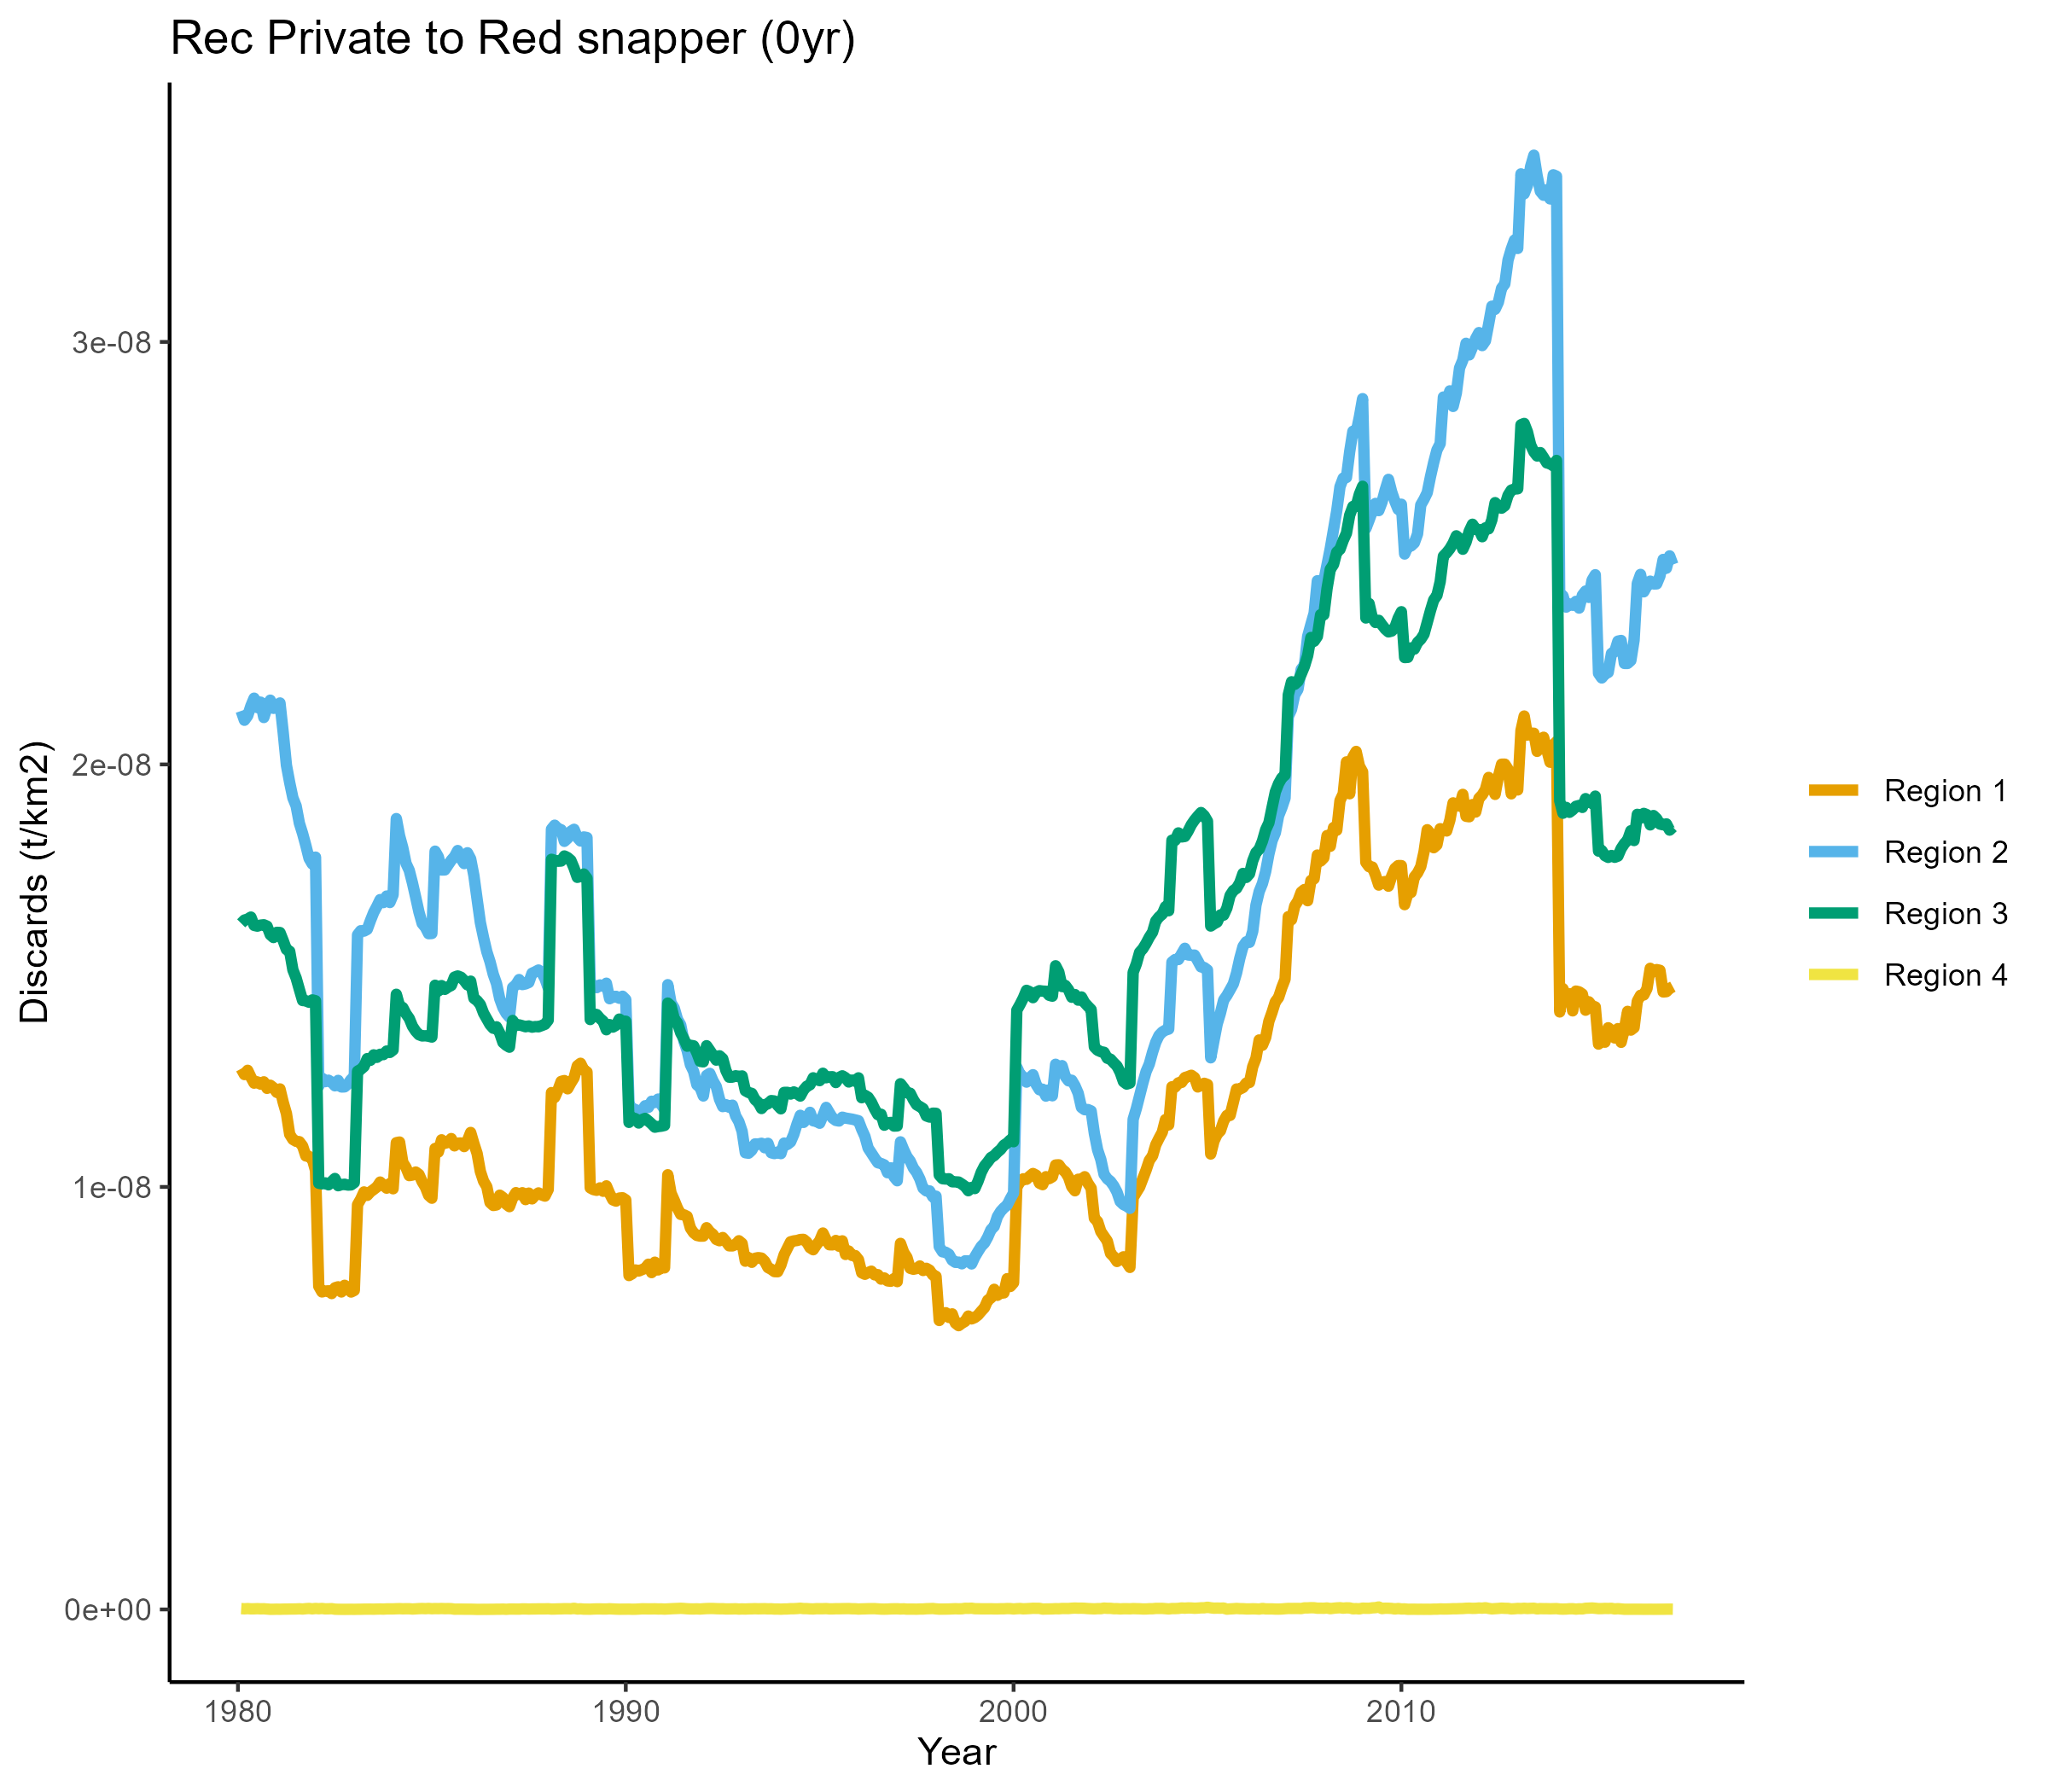 Rec Private to Red snapper (0yr)
Discards (t/km2)
3e-08
2e-08
1e-08
0e+00
1980 1990 2000 2010
Year
Region 1
Region 2
Region 3
Region 4